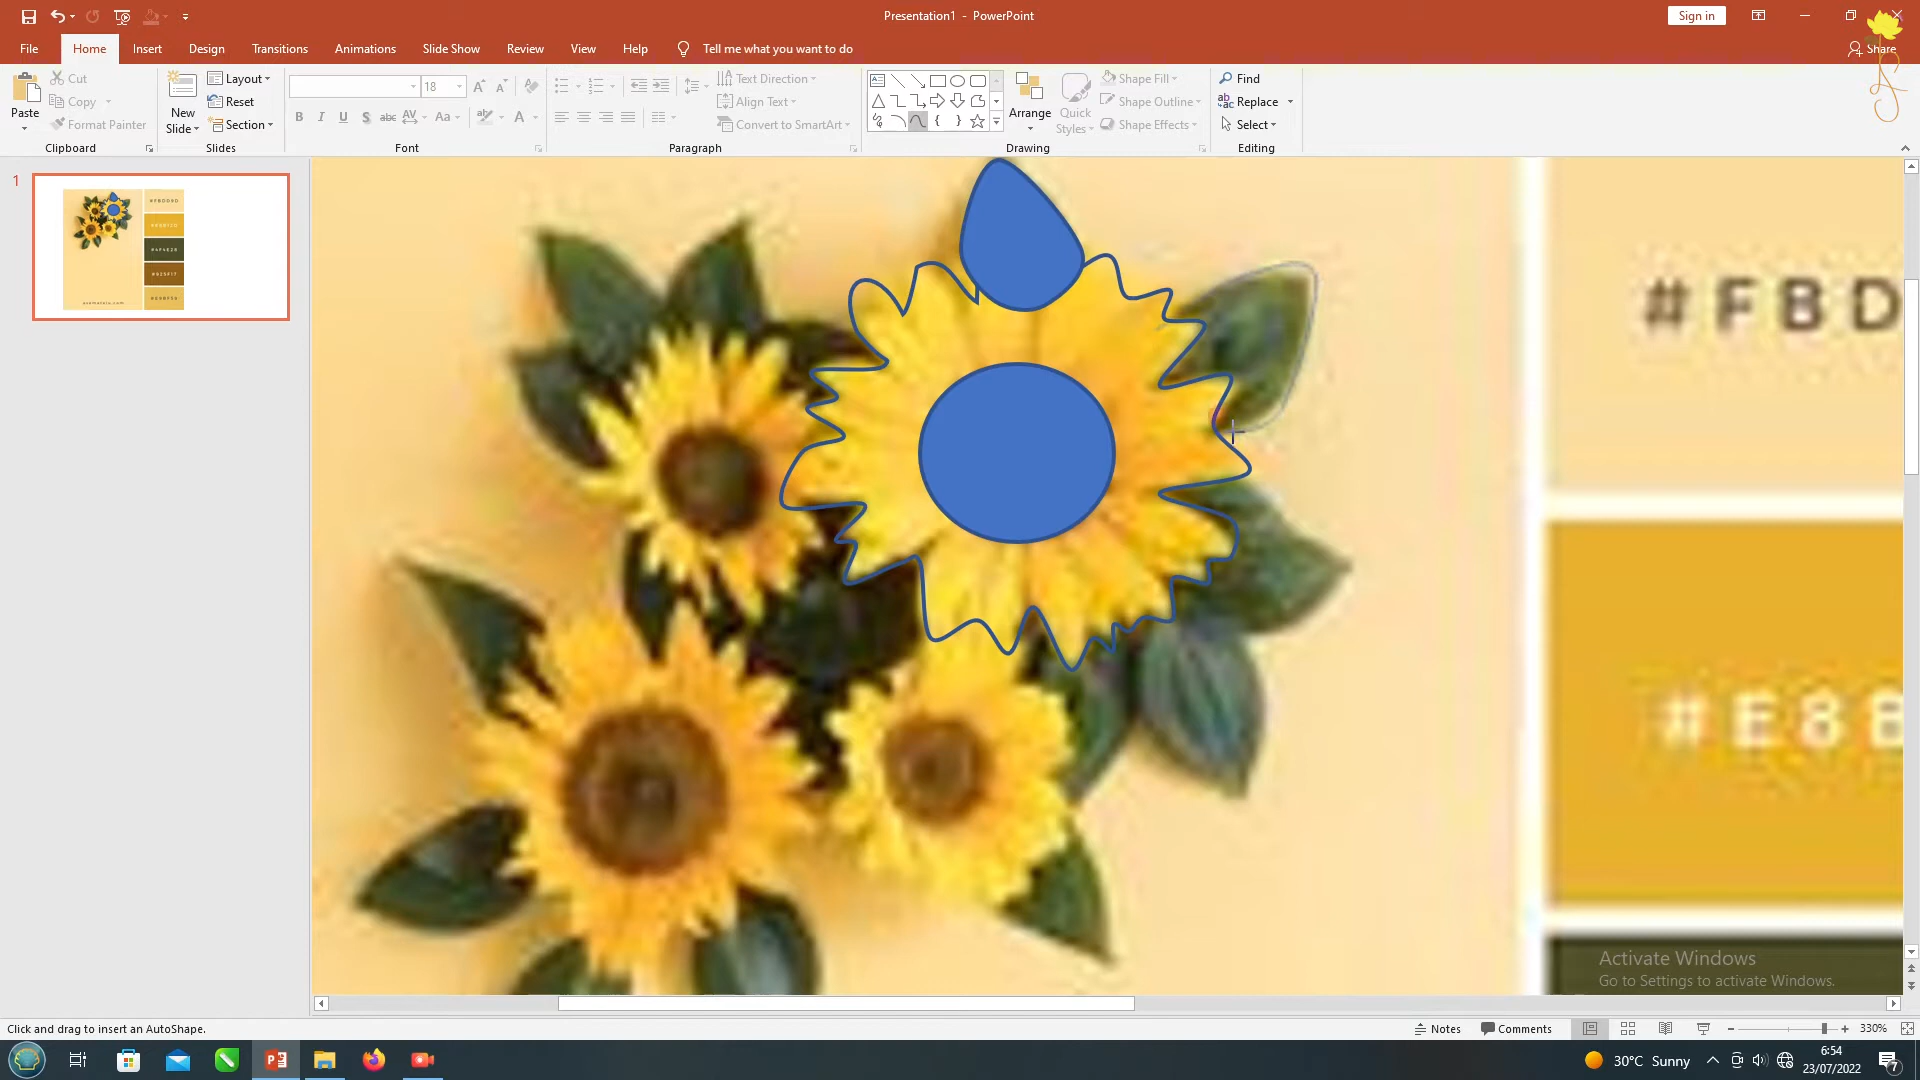 Presentation1 - PowerPoint
Sign in
File Home Insert Design Transitions Animations Slide Show Review View Help Tell me what you want to do
Share
Paste
Cut
Copy
Format Painter
Clipboard
New Slide
Layout
Reset
Section
Slides
18
Font
Text Direction
Align Text
Convert to SmartArt
Paragraph
Arrange
Quick Styles
Shape Fill
Shape Outline
Shape Effects
Drawing
Find
Replace
Select
Editing
1
#FBD
#E8B
Activate Windows
Go to Settings to activate Windows.
Click and drag to insert an AutoShape.
Notes
Comments
330%
30°C Sunny
6:54
23/07/2022
7